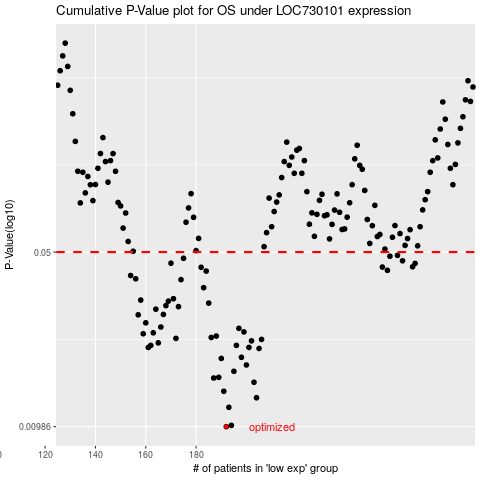 Cumulative P-Value plot for OS under LOC730101 expression
P-Value(log10)
0.05
0.00986
optimized
0 120 140 160 180
# of patients in 'low exp' group